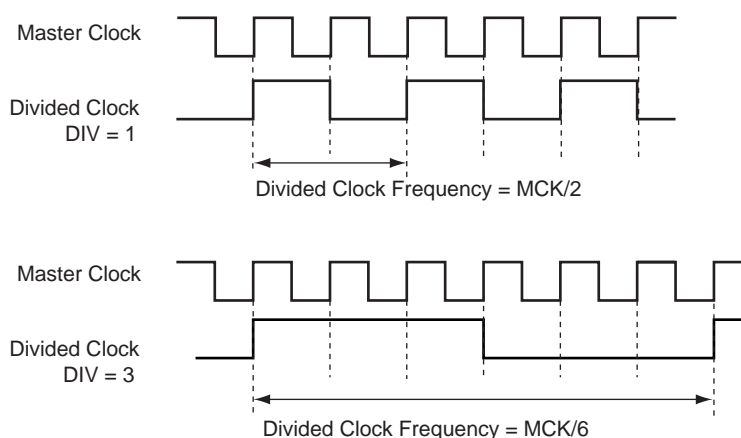 Master Clock
Divided Clock
DIV = 1
Divided Clock Frequency = MCK/2
Master Clock
Divided Clock
DIV = 3
Divided Clock Frequency = MCK/6